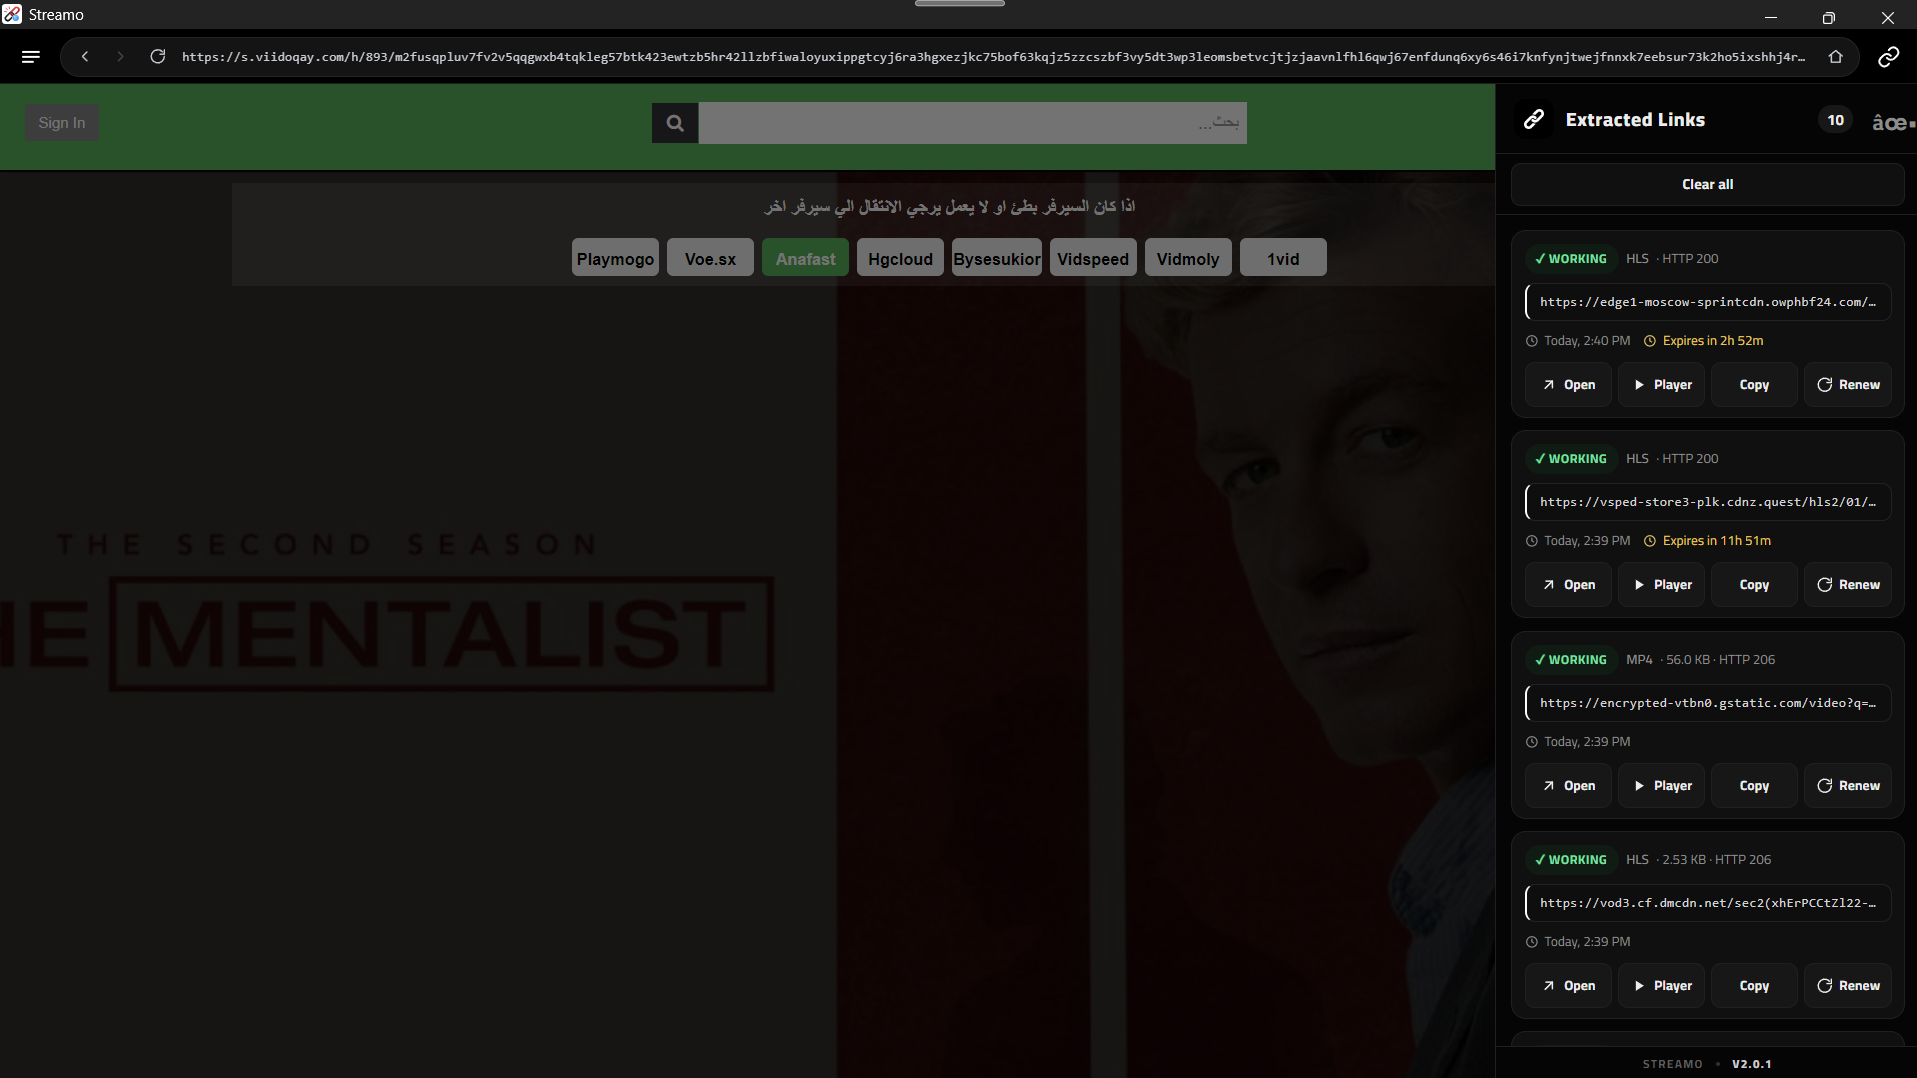 Streamo
https://s.viidoqay.com/h/893/m2fusqpluv7fv2v5qqgwxb4tqkleg57btk423ewtzb5hr42llzbfiwaloyuxippgtcyj6ra3hgxezjkc75bof63kqjz5zzcszbf3vy5dt3wp3leomsbetvcjtjzjaavnlfhl6qwj67enfdunq6xy6s46i7knfynjtwejfnnxk7eebsur73k2ho5ixshhj4r…
Sign In
بحث...
اذا كان السيرفر بطئ او لا يعمل يرجي الانتقال الي سيرفر اخر
Playmogo Voe.sx Anafast Hgcloud Bysesukior Vidspeed Vidmoly 1vid
THE SECOND SEASON
HE MENTALIST
Extracted Links 10 âœ
Clear all
✓ WORKING HLS · HTTP 200
https://edge1-moscow-sprintcdn.owphbf24.com/…
Today, 2:40 PM Expires in 2h 52m
Open Player Copy Renew
✓ WORKING HLS · HTTP 200
https://vsped-store3-plk.cdnz.quest/hls2/01/…
Today, 2:39 PM Expires in 11h 51m
Open Player Copy Renew
✓ WORKING MP4 · 56.0 KB · HTTP 206
https://encrypted-vtbn0.gstatic.com/video?q=…
Today, 2:39 PM
Open Player Copy Renew
✓ WORKING HLS · 2.53 KB · HTTP 206
https://vod3.cf.dmcdn.net/sec2(xhErPCCtZl22-…
Today, 2:39 PM
Open Player Copy Renew
STREAMO • V2.0.1